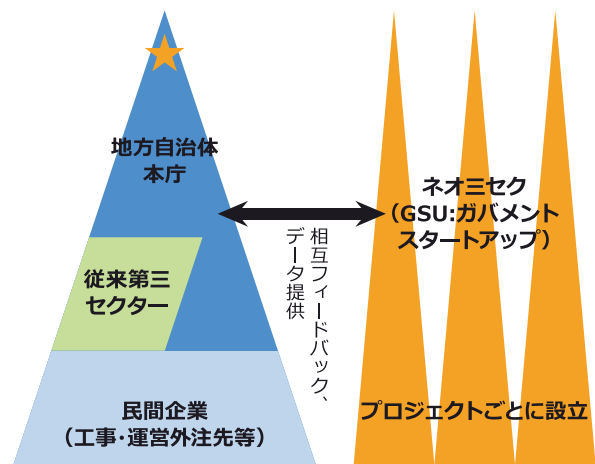 地方自治体
本庁
従来第三
セクター
民間企業
（工事・運営外注先等）
相互フィードバック、
データ提供
ネオ三セク
（GSU:ガバメント
スタートアップ）
プロジェクトごとに設立